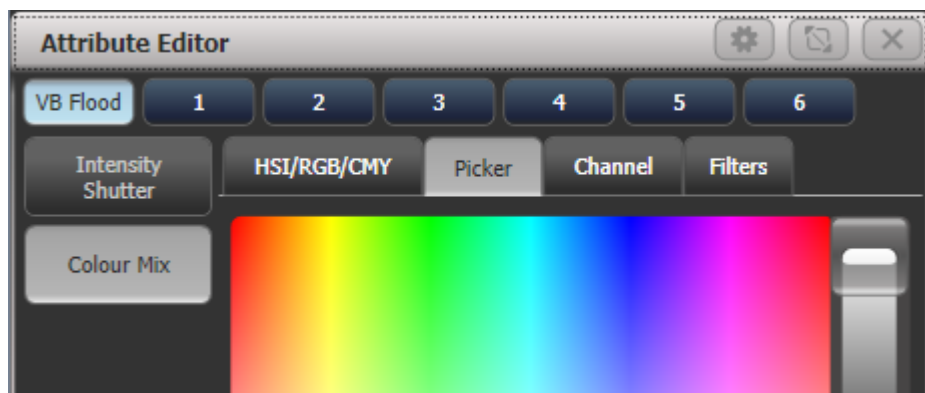 Attribute Editor
VB Flood 1 2 3 4 5 6
Intensity
Shutter
HSI/RGB/CMY Picker Channel Filters
Colour Mix